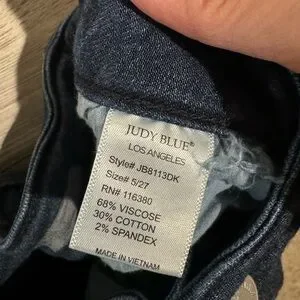 JUDY BLUE®
LOS ANGELES
Style# JB8113DK
Size# 5/27
RN# 116380
68% VISCOSE
30% COTTON
2% SPANDEX
MADE IN VIETNAM